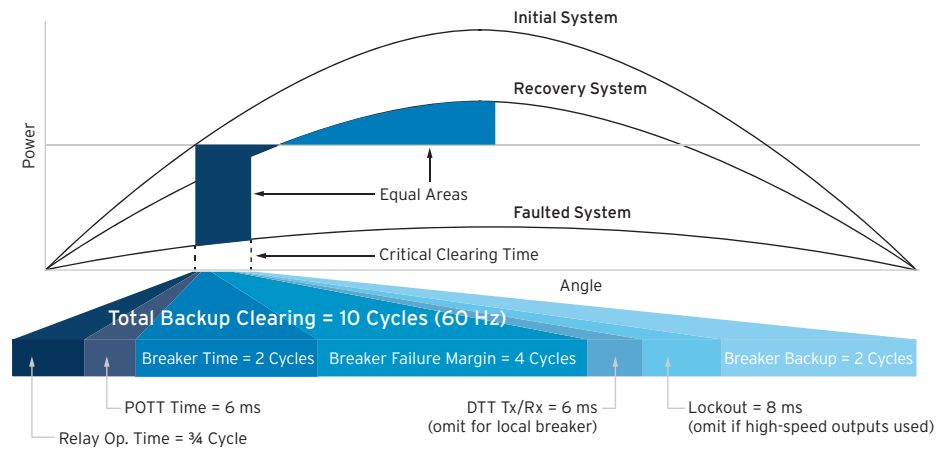 Initial System
Recovery System
Power
Equal Areas
Faulted System
Critical Clearing Time
Angle
Total Backup Clearing = 10 Cycles (60 Hz)
Breaker Time = 2 Cycles
Breaker Failure Margin = 4 Cycles
Breaker Backup = 2 Cycles
POTT Time = 6 ms
DTT Tx/Rx = 6 ms
(omit for local breaker)
Lockout = 8 ms
(omit if high-speed outputs used)
Relay Op. Time = ¾ Cycle